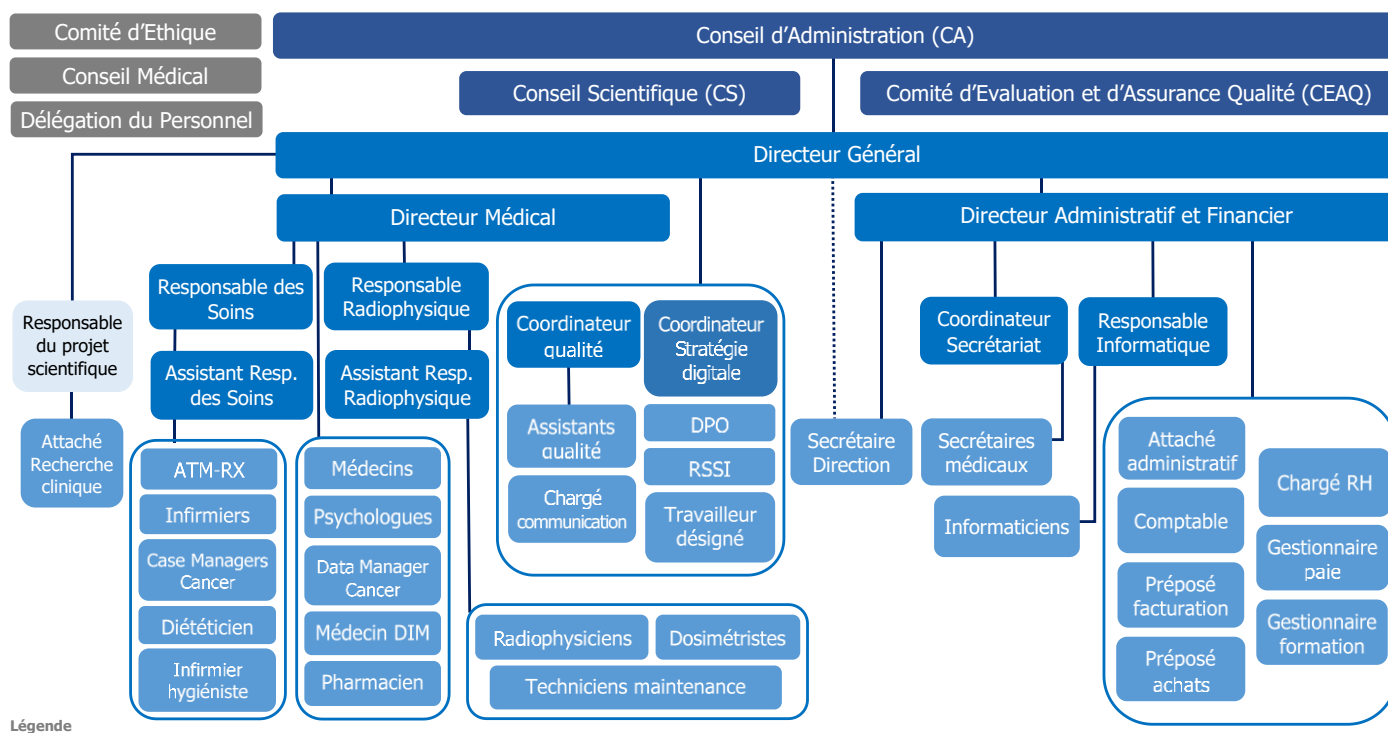 Comité d'Ethique
Conseil Médical
Délégation du Personnel
Conseil d'Administration (CA)
Conseil Scientifique (CS)
Comité d'Evaluation et d'Assurance Qualité (CEAQ)
Directeur Général
Directeur Médical
Directeur Administratif et Financier
Responsable
du projet
scientifique
Attaché
Recherche
clinique
Responsable des
Soins
Assistant Resp.
des Soins
ATM-RX
Infirmiers
Case Managers
Cancer
Diététicien
Infirmier
hygiéniste
Responsable
Radiophysique
Assistant Resp.
Radiophysique
Médecins
Psychologues
Data Manager
Cancer
Médecin DIM
Pharmacien
Coordinateur
qualité
Assistants
qualité
Chargé
communication
Coordinateur
Stratégie
digitale
DPO
RSSI
Travailleur
désigné
Radiophysiciens
Dosimétristes
Techniciens maintenance
Secrétaire
Direction
Coordinateur
Secrétariat
Secrétaires
médicaux
Responsable
Informatique
Informaticiens
Attaché
administratif
Comptable
Préposé
facturation
Préposé
achats
Chargé RH
Gestionnaire
paie
Gestionnaire
formation
Légende